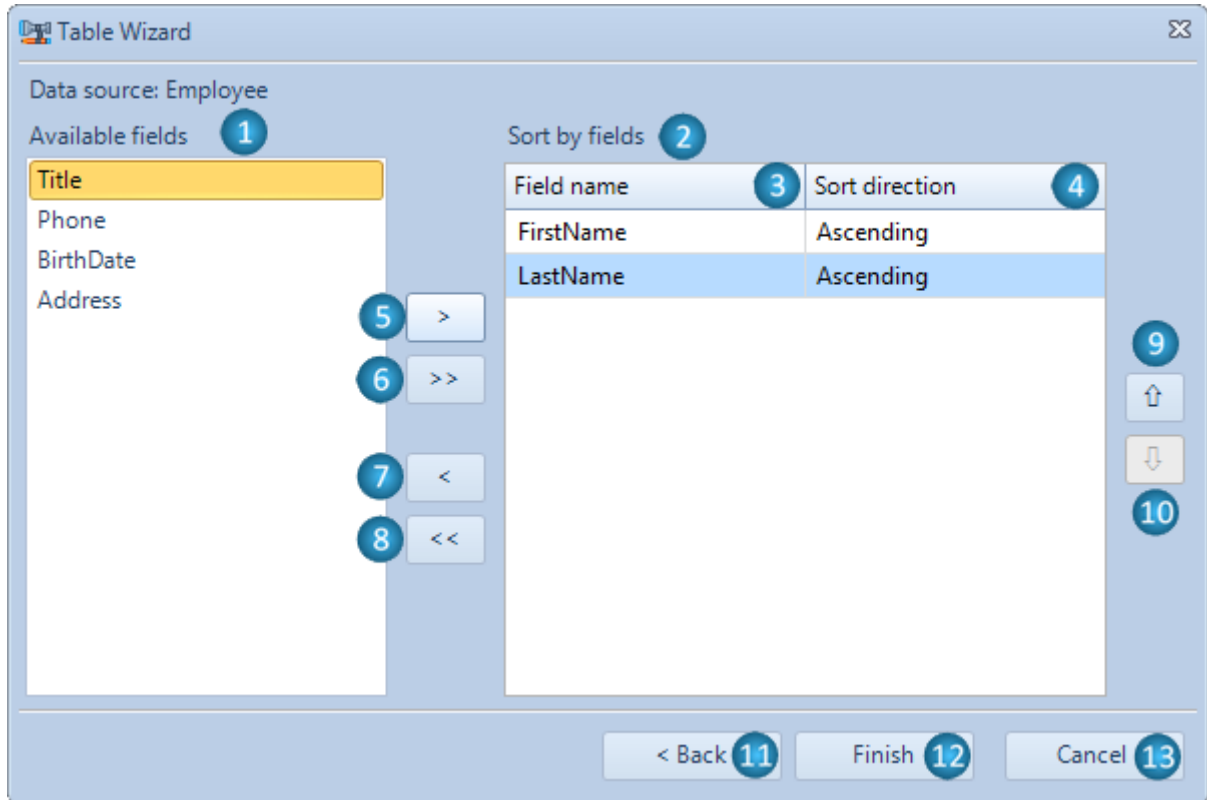 Table Wizard
Data source: Employee
Available fields 1
Sort by fields 2
Title
Phone
BirthDate
Address
Field name 3 Sort direction 4
FirstName Ascending
LastName Ascending
5 >
6 >>
7 <
8 <<
9
⇧
⇩
10
< Back 11 Finish 12 Cancel 13